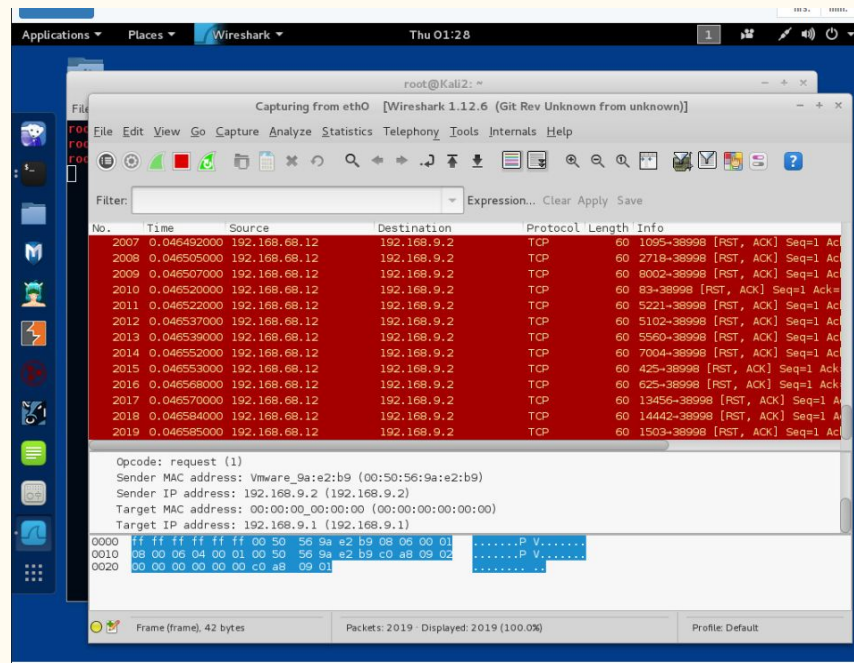 hrs. min.
Applications Places Wireshark Thu 01:28 1
root@Kali2: ~
File
Capturing from eth0 [Wireshark 1.12.6 (Git Rev Unknown from unknown)]
File Edit View Go Capture Analyze Statistics Telephony Tools Internals Help
Filter: Expression... Clear Apply Save
No. Time Source Destination Protocol Length Info
2007 0.046492000 192.168.68.12 192.168.9.2 TCP 60 1095→38998 [RST, ACK] Seq=1 Ac
2008 0.046505000 192.168.68.12 192.168.9.2 TCP 60 2718→38998 [RST, ACK] Seq=1 Ac
2009 0.046507000 192.168.68.12 192.168.9.2 TCP 60 8002→38998 [RST, ACK] Seq=1 Ac
2010 0.046520000 192.168.68.12 192.168.9.2 TCP 60 83→38998 [RST, ACK] Seq=1 Ack=
2011 0.046522000 192.168.68.12 192.168.9.2 TCP 60 5221→38998 [RST, ACK] Seq=1 Ac
2012 0.046537000 192.168.68.12 192.168.9.2 TCP 60 5102→38998 [RST, ACK] Seq=1 Ac
2013 0.046539000 192.168.68.12 192.168.9.2 TCP 60 5560→38998 [RST, ACK] Seq=1 Ac
2014 0.046552000 192.168.68.12 192.168.9.2 TCP 60 7004→38998 [RST, ACK] Seq=1 Ac
2015 0.046553000 192.168.68.12 192.168.9.2 TCP 60 425→38998 [RST, ACK] Seq=1 Ack
2016 0.046568000 192.168.68.12 192.168.9.2 TCP 60 625→38998 [RST, ACK] Seq=1 Ack
2017 0.046570000 192.168.68.12 192.168.9.2 TCP 60 13456→38998 [RST, ACK] Seq=1 A
2018 0.046584000 192.168.68.12 192.168.9.2 TCP 60 14442→38998 [RST, ACK] Seq=1 A
2019 0.046585000 192.168.68.12 192.168.9.2 TCP 60 1503→38998 [RST, ACK] Seq=1 Ac
Opcode: request (1)
Sender MAC address: Vmware_9a:e2:b9 (00:50:56:9a:e2:b9)
Sender IP address: 192.168.9.2 (192.168.9.2)
Target MAC address: 00:00:00_00:00:00 (00:00:00:00:00:00)
Target IP address: 192.168.9.1 (192.168.9.1)
0000 ff ff ff ff ff ff 00 50 56 9a e2 b9 08 06 00 01 .......P V.......
0010 08 00 06 04 00 01 00 50 56 9a e2 b9 c0 a8 09 02 .......P V.......
0020 00 00 00 00 00 00 c0 a8 09 01 ........ ..
Frame (frame), 42 bytes Packets: 2019 · Displayed: 2019 (100.0%) Profile: Default